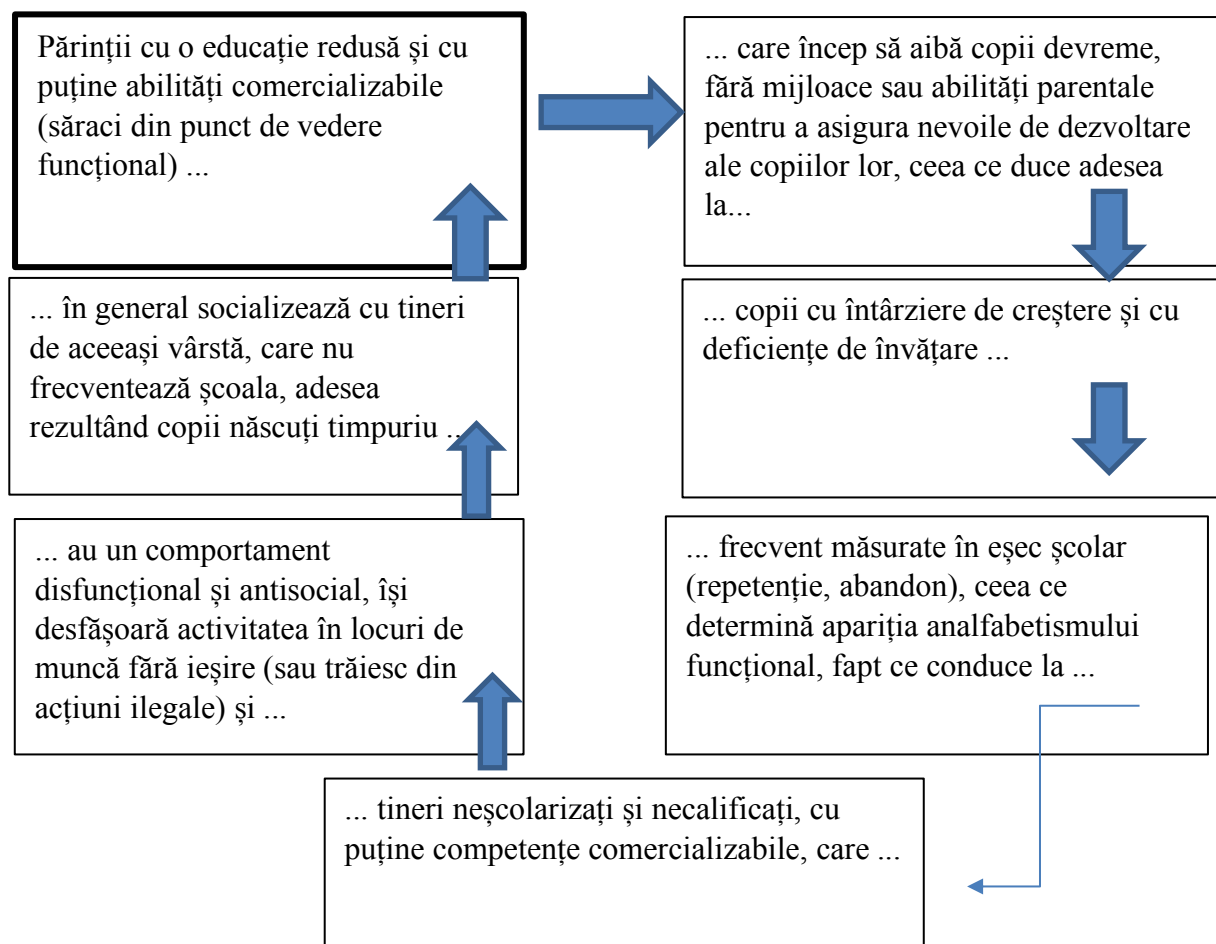 Părinții cu o educație redusă și cu
puține abilități comercializabile
(săraci din punct de vedere
funcțional) ...
... care încep să aibă copii devreme,
fără mijloace sau abilități parentale
pentru a asigura nevoile de dezvoltare
ale copiilor lor, ceea ce duce adesea
la...
... copii cu întârziere de creștere și cu
deficiențe de învățare ...
... frecvent măsurate în eșec școlar
(repetenție, abandon), ceea ce
determină apariția analfabetismului
funcțional, fapt ce conduce la ...
... tineri neșcolarizați și necalificați, cu
puține competențe comercializabile, care ...
... au un comportament
disfuncțional și antisocial, își
desfășoară activitatea în locuri de
muncă fără ieșire (sau trăiesc din
acțiuni ilegale) și ...
... în general socializează cu tineri
de aceeași vârstă, care nu
frecventează școala, adesea
rezultând copii născuți timpuriu ...